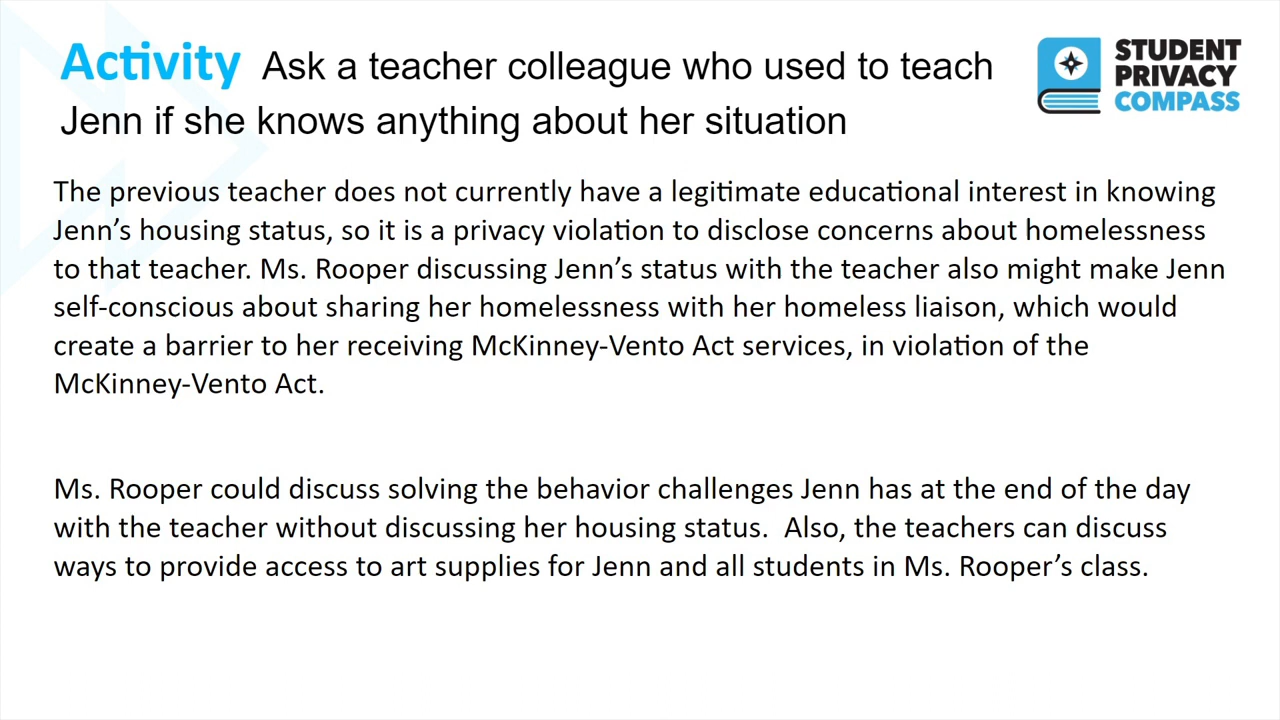 Activity Ask a teacher colleague who used to teach
Jenn if she knows anything about her situation
STUDENT
PRIVACY
COMPASS
The previous teacher does not currently have a legitimate educational interest in knowing
Jenn’s housing status, so it is a privacy violation to disclose concerns about homelessness
to that teacher. Ms. Rooper discussing Jenn’s status with the teacher also might make Jenn
self-conscious about sharing her homelessness with her homeless liaison, which would
create a barrier to her receiving McKinney-Vento Act services, in violation of the
McKinney-Vento Act.
Ms. Rooper could discuss solving the behavior challenges Jenn has at the end of the day
with the teacher without discussing her housing status.  Also, the teachers can discuss
ways to provide access to art supplies for Jenn and all students in Ms. Rooper’s class.